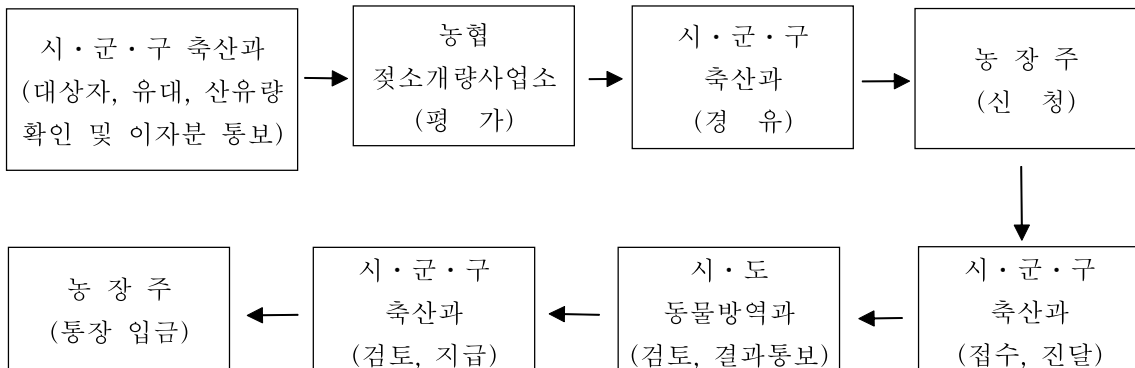 시・군・구 축산과
(대상자, 유대, 산유량
확인 및 이자분 통보)
농협
젖소개량사업소
(평 가)
시・군・구
축산과
(경 유)
농 장 주
(신 청)
시・군・구
축산과
(접수, 진달)
시・도
동물방역과
(검토, 결과통보)
시・군・구
축산과
(검토, 지급)
농 장 주
(통장 입금)